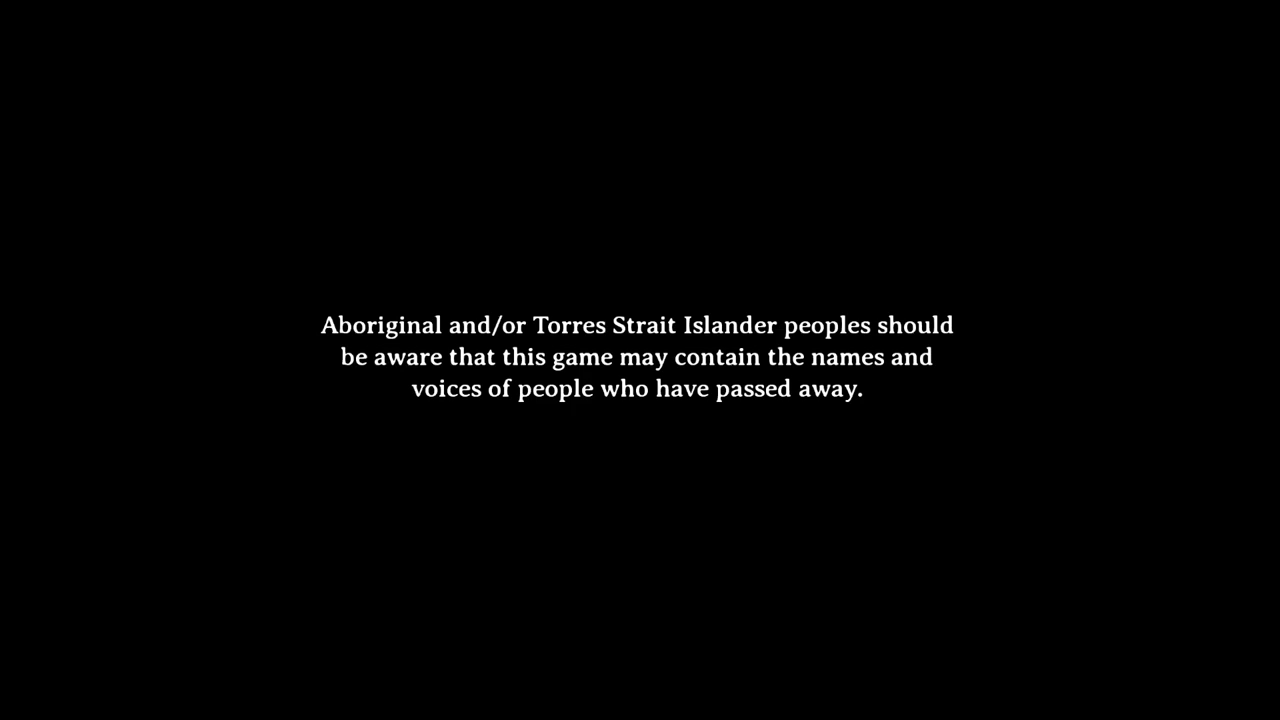 Aboriginal and/or Torres Strait Islander peoples should
be aware that this game may contain the names and
voices of people who have passed away.